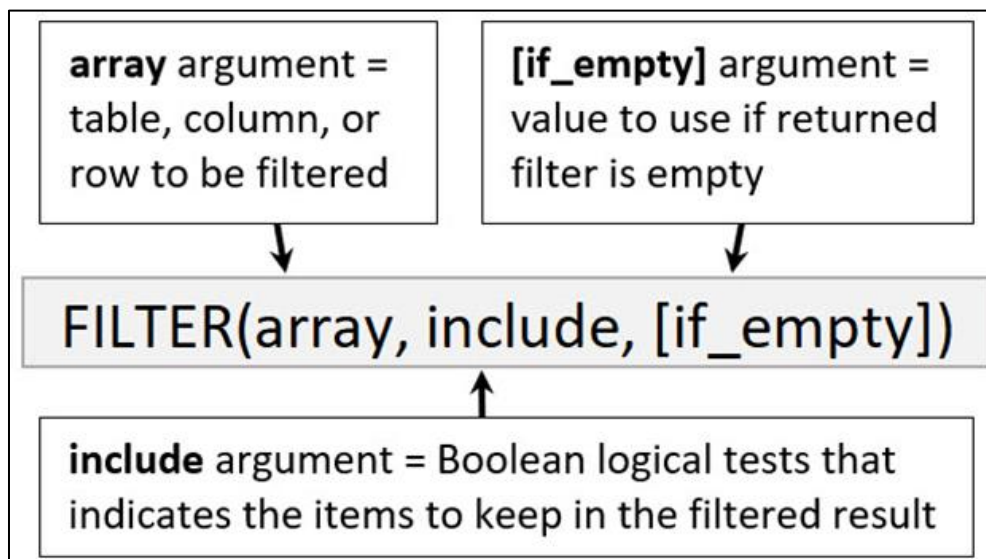 array argument =
table, column, or
row to be filtered
[if_empty] argument =
value to use if returned
filter is empty
FILTER(array, include, [if_empty])
include argument = Boolean logical tests that
indicates the items to keep in the filtered result